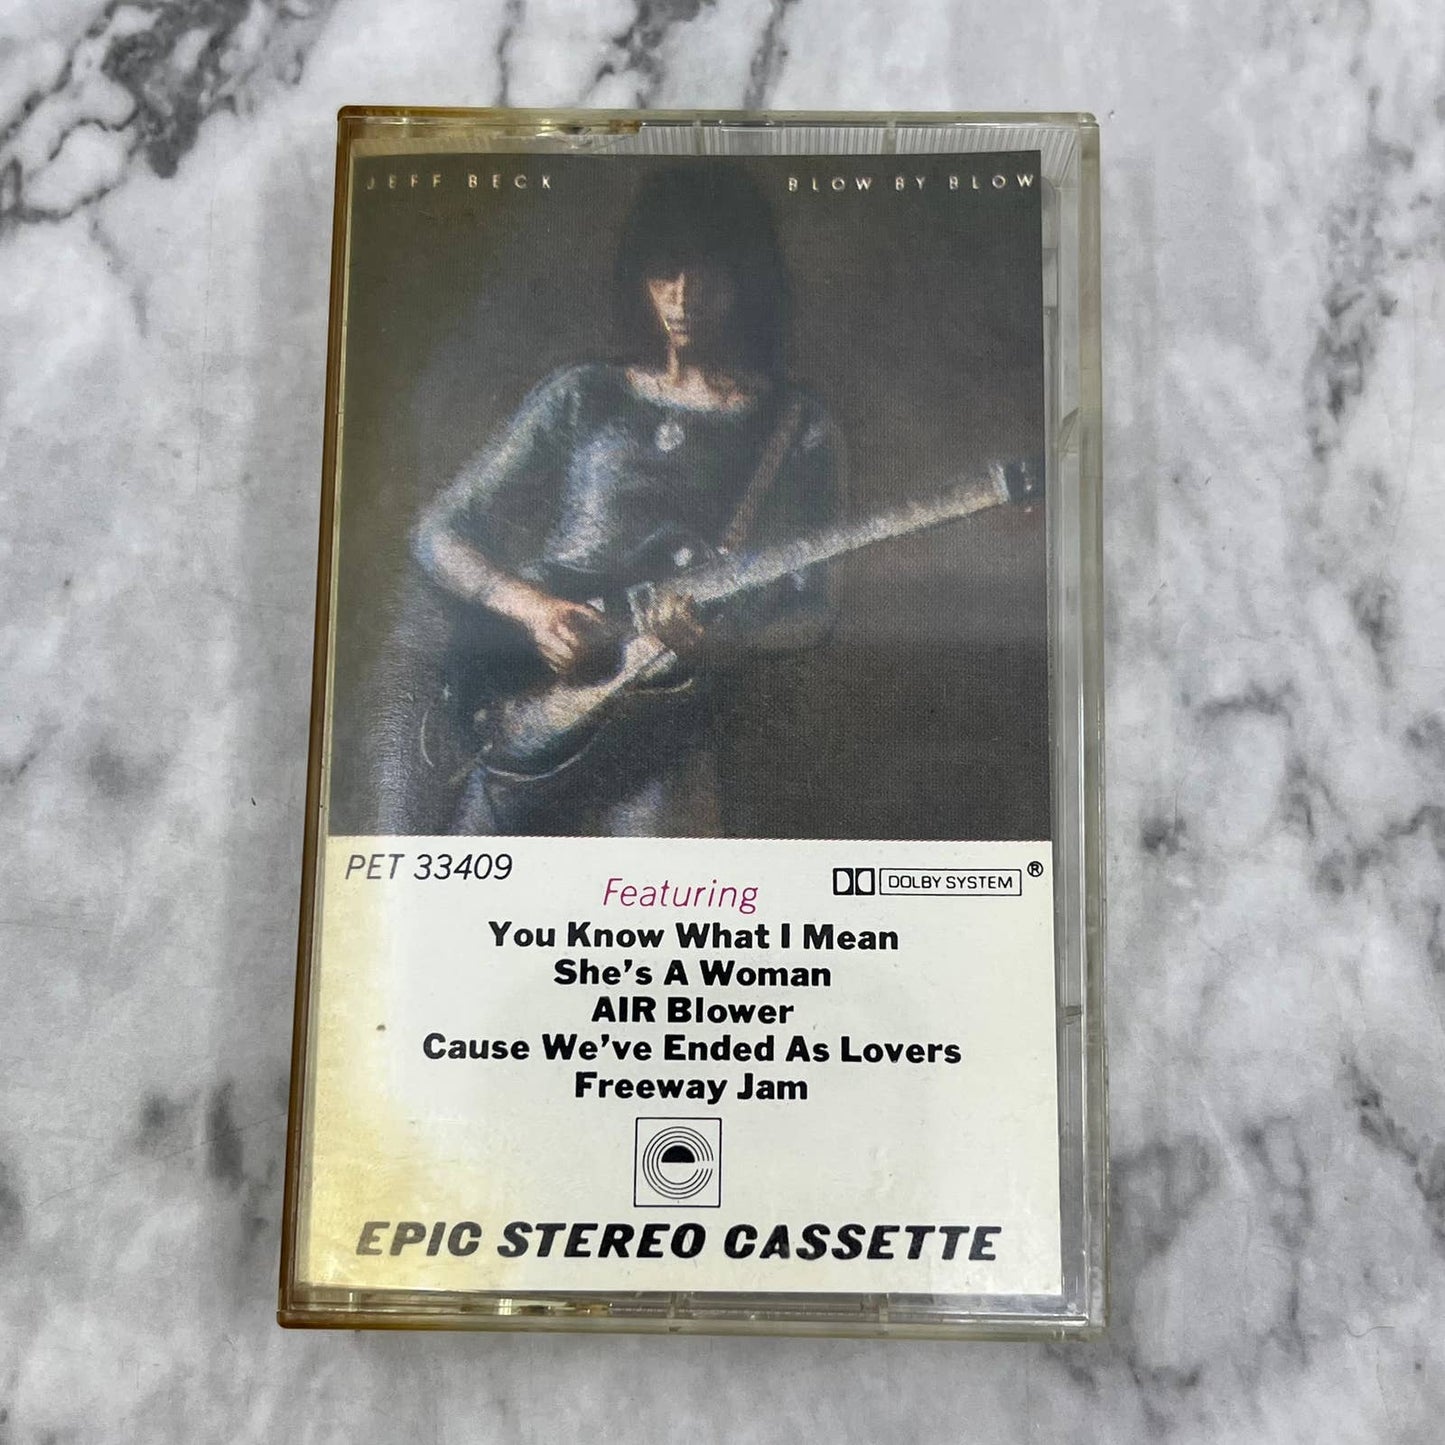 JEFF BECK BLOW BY BLOW
PET 33409
DOLBY SYSTEM ®
Featuring
You Know What I Mean
She's A Woman
AIR Blower
Cause We've Ended As Lovers
Freeway Jam
EPIC STEREO CASSETTE